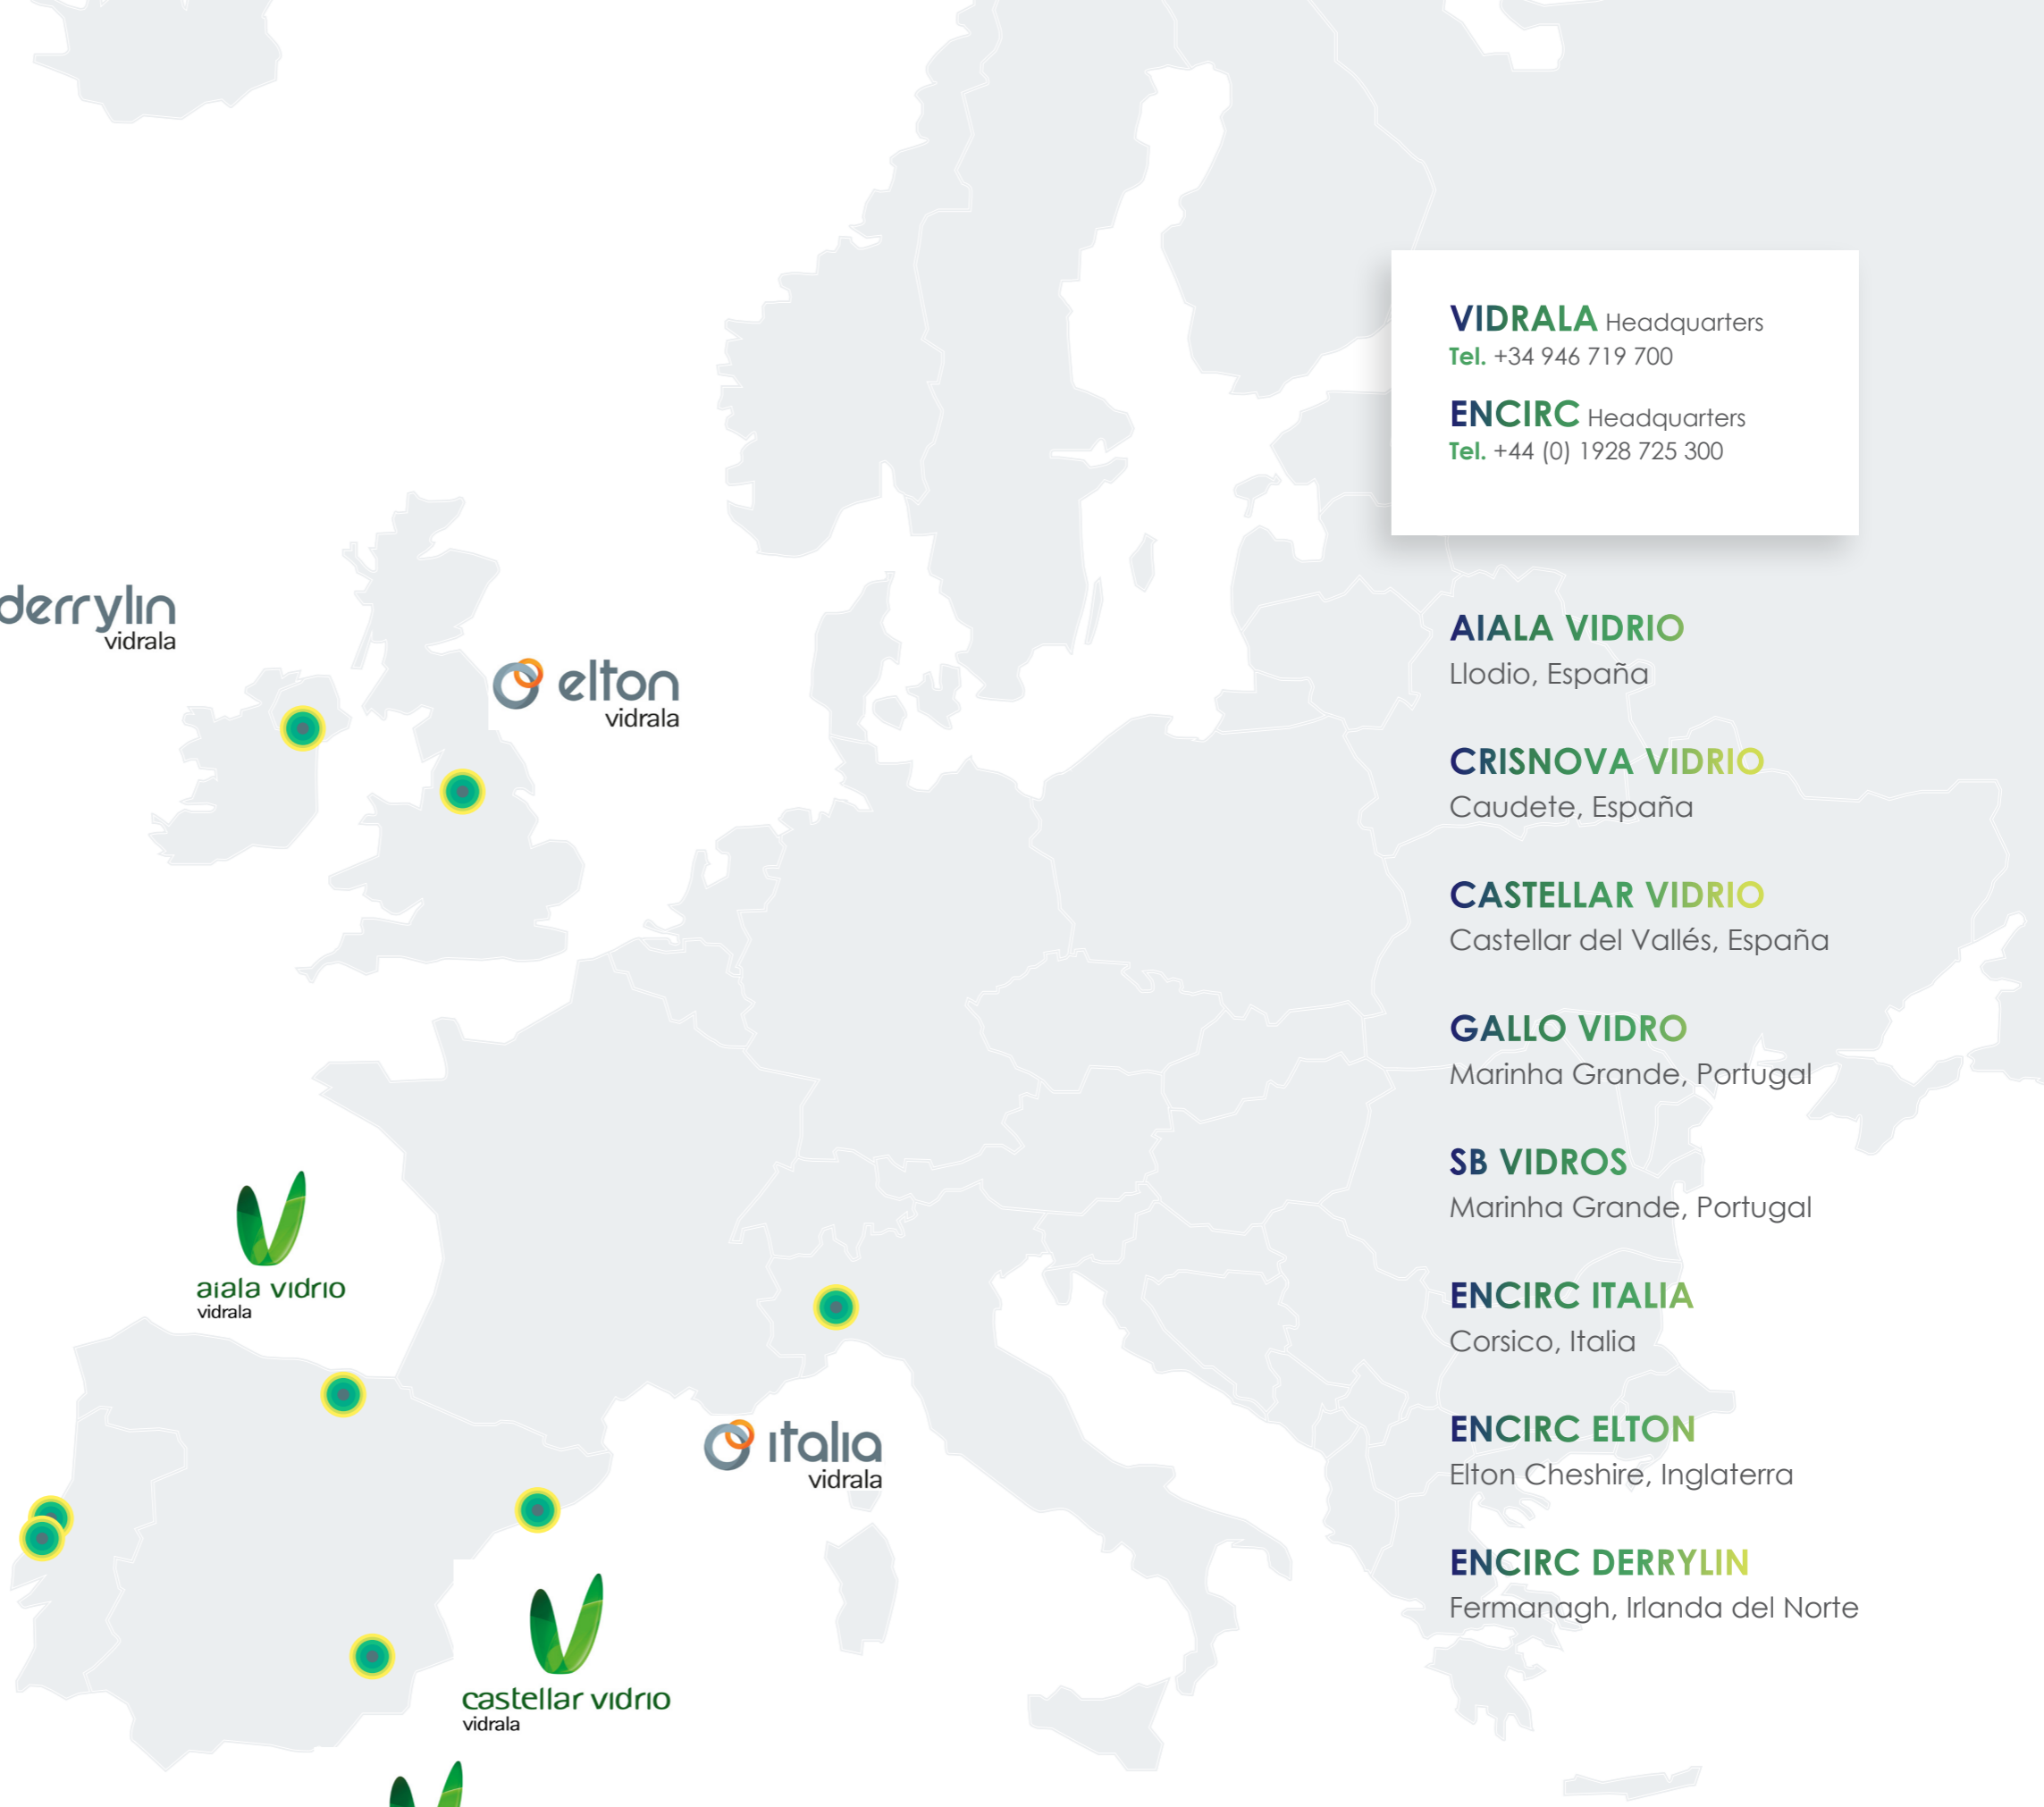 VIDRALA Headquarters
Tel. +34 946 719 700
ENCIRC Headquarters
Tel. +44 (0) 1928 725 300
derrylin
vidrala
elton
vidrala
AIALA VIDRIO
Llodio, España
CRISNOVA VIDRIO
Caudete, España
CASTELLAR VIDRIO
Castellar del Vallés, España
GALLO VIDRO
Marinha Grande, Portugal
SB VIDROS
Marinha Grande, Portugal
aiala vidrio
vidrala
ENCIRC ITALIA
Corsico, Italia
italia
vidrala
ENCIRC ELTON
Elton Cheshire, Inglaterra
ENCIRC DERRYLIN
Fermanagh, Irlanda del Norte
castellar vidrio
vidrala